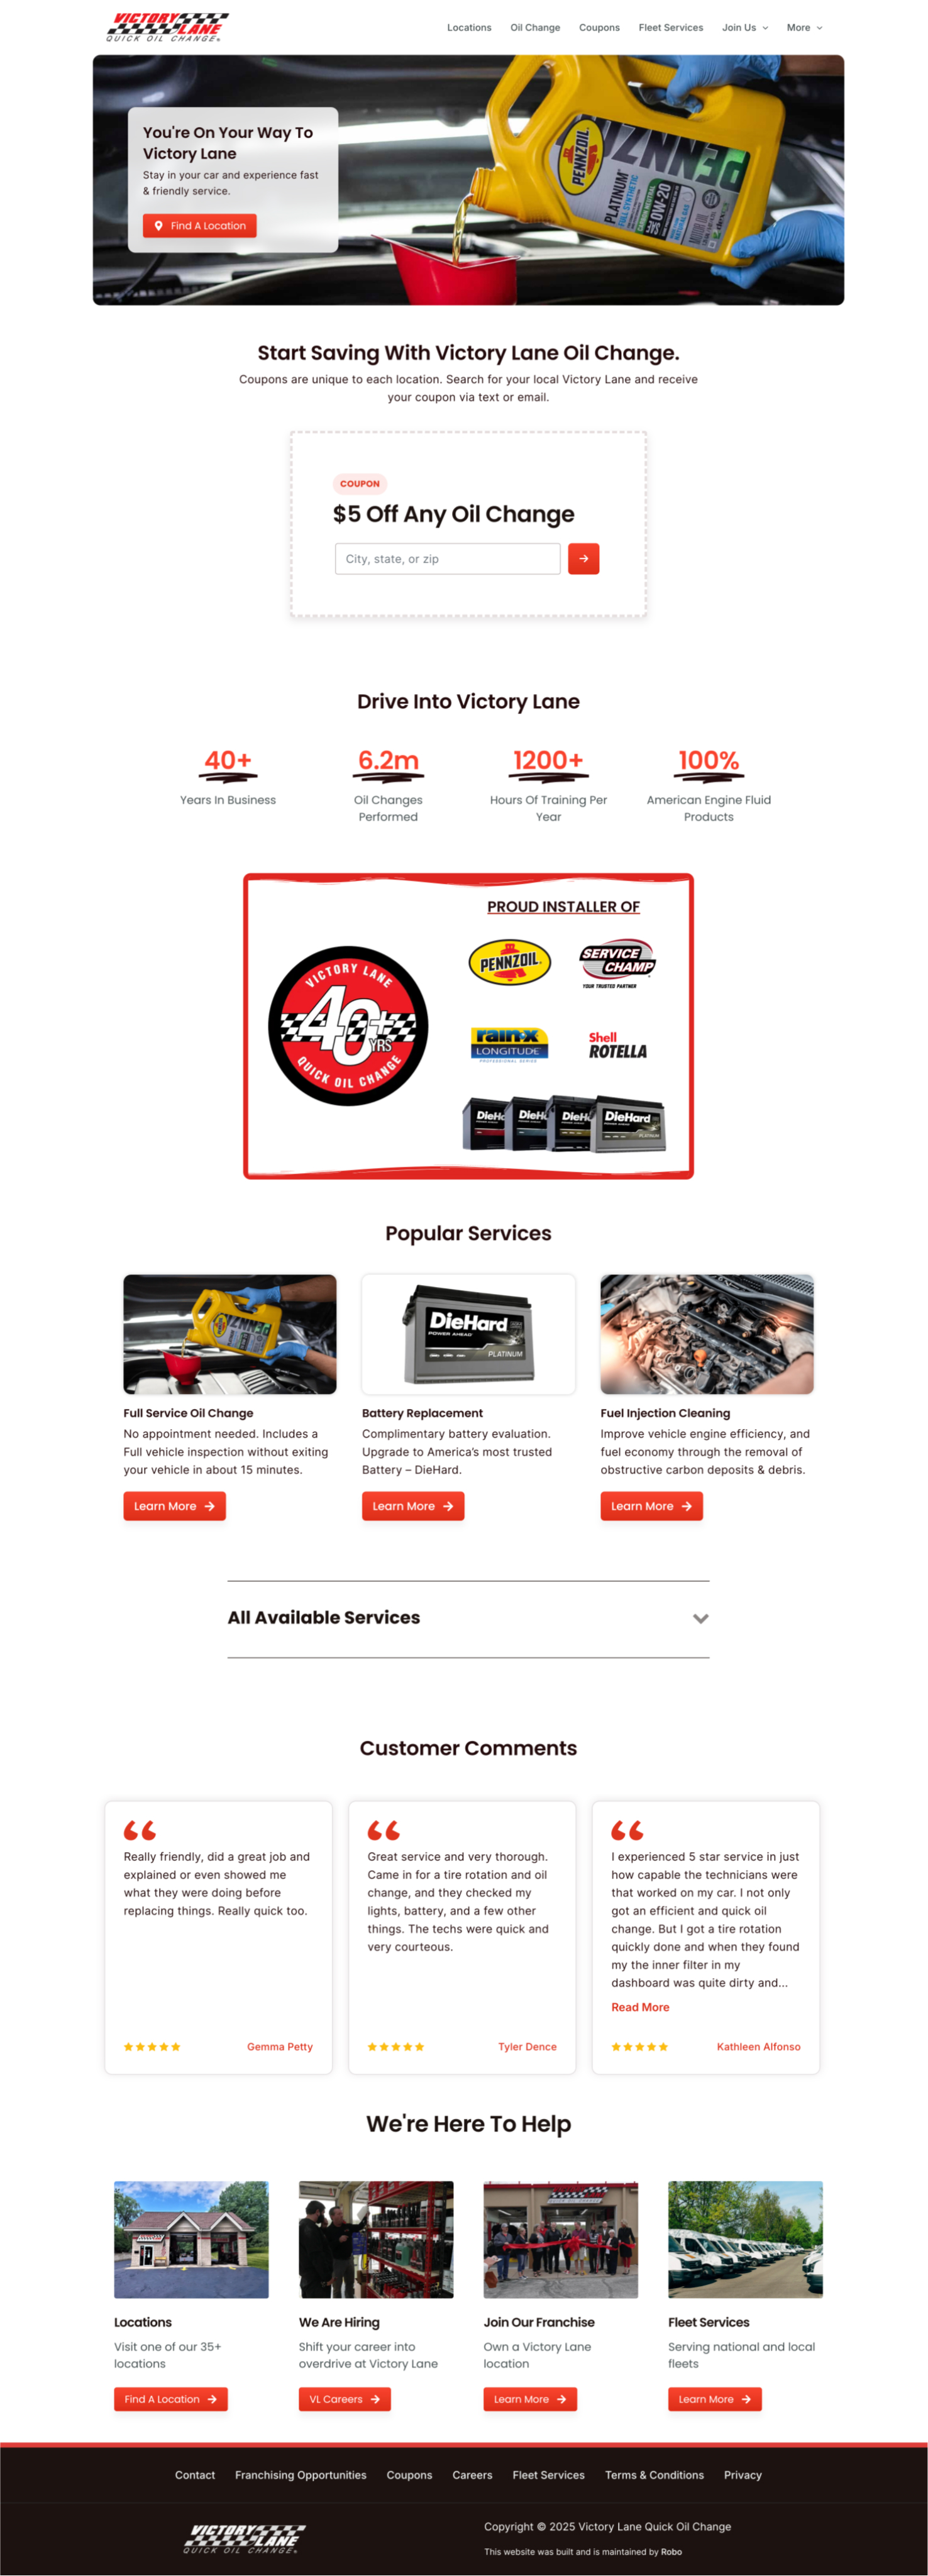 VICTORY LANE
QUICK OIL CHANGE®
Locations Oil Change Coupons Fleet Services Join Us More
You're On Your Way To
Victory Lane
Stay in your car and experience fast
& friendly service.
Find A Location
PENNZOIL
PLATINUM
FULL SYNTHETIC
0W-20
Start Saving With Victory Lane Oil Change.
Coupons are unique to each location. Search for your local Victory Lane and receive
your coupon via text or email.
COUPON
$5 Off Any Oil Change
City, state, or zip
Drive Into Victory Lane
40+ 6.2m 1200+ 100%
Years In Business Oil Changes Hours Of Training Per American Engine Fluid
Performed Year Products
PROUD INSTALLER OF
VICTORY LANE
40+
YRS
QUICK OIL CHANGE
PENNZOIL
SERVICE
CHAMP
YOUR TRUSTED PARTNER
rain-x
LONGITUDE
PROFESSIONAL SERIES
Shell
ROTELLA
DieHard
PLATINUM
Popular Services
DieHard
POWER AHEAD
PLATINUM
Full Service Oil Change
No appointment needed. Includes a
Full vehicle inspection without exiting
your vehicle in about 15 minutes.
Learn More
Battery Replacement
Complimentary battery evaluation.
Upgrade to America's most trusted
Battery – DieHard.
Learn More
Fuel Injection Cleaning
Improve vehicle engine efficiency, and
fuel economy through the removal of
obstructive carbon deposits & debris.
Learn More
All Available Services
Customer Comments
Really friendly, did a great job and
explained or even showed me
what they were doing before
replacing things. Really quick too.
Gemma Petty
Great service and very thorough.
Came in for a tire rotation and oil
change, and they checked my
lights, battery, and a few other
things. The techs were quick and
very courteous.
Tyler Dence
I experienced 5 star service in just
how capable the technicians were
that worked on my car. I not only
got an efficient and quick oil
change. But I got a tire rotation
quickly done and when they found
my the inner filter in my
dashboard was quite dirty and...
Read More
Kathleen Alfonso
We're Here To Help
Locations
Visit one of our 35+
locations
Find A Location
We Are Hiring
Shift your career into
overdrive at Victory Lane
VL Careers
Join Our Franchise
Own a Victory Lane
location
Learn More
Fleet Services
Serving national and local
fleets
Learn More
Contact Franchising Opportunities Coupons Careers Fleet Services Terms & Conditions Privacy
VICTORY LANE
QUICK OIL CHANGE®
Copyright © 2025 Victory Lane Quick Oil Change
This website was built and is maintained by Robo